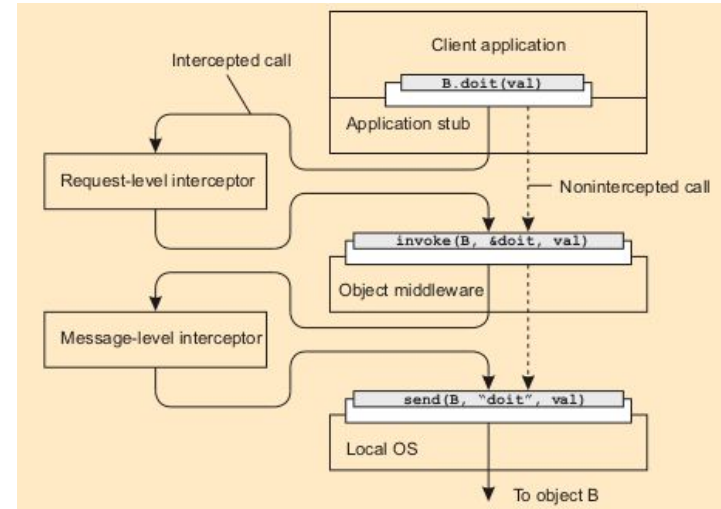 Client application
Intercepted call
B.doit(val)
Application stub
Request-level interceptor
Nonintercepted call
invoke(B, &doit, val)
Object middleware
Message-level interceptor
send(B, "doit", val)
Local OS
To object B